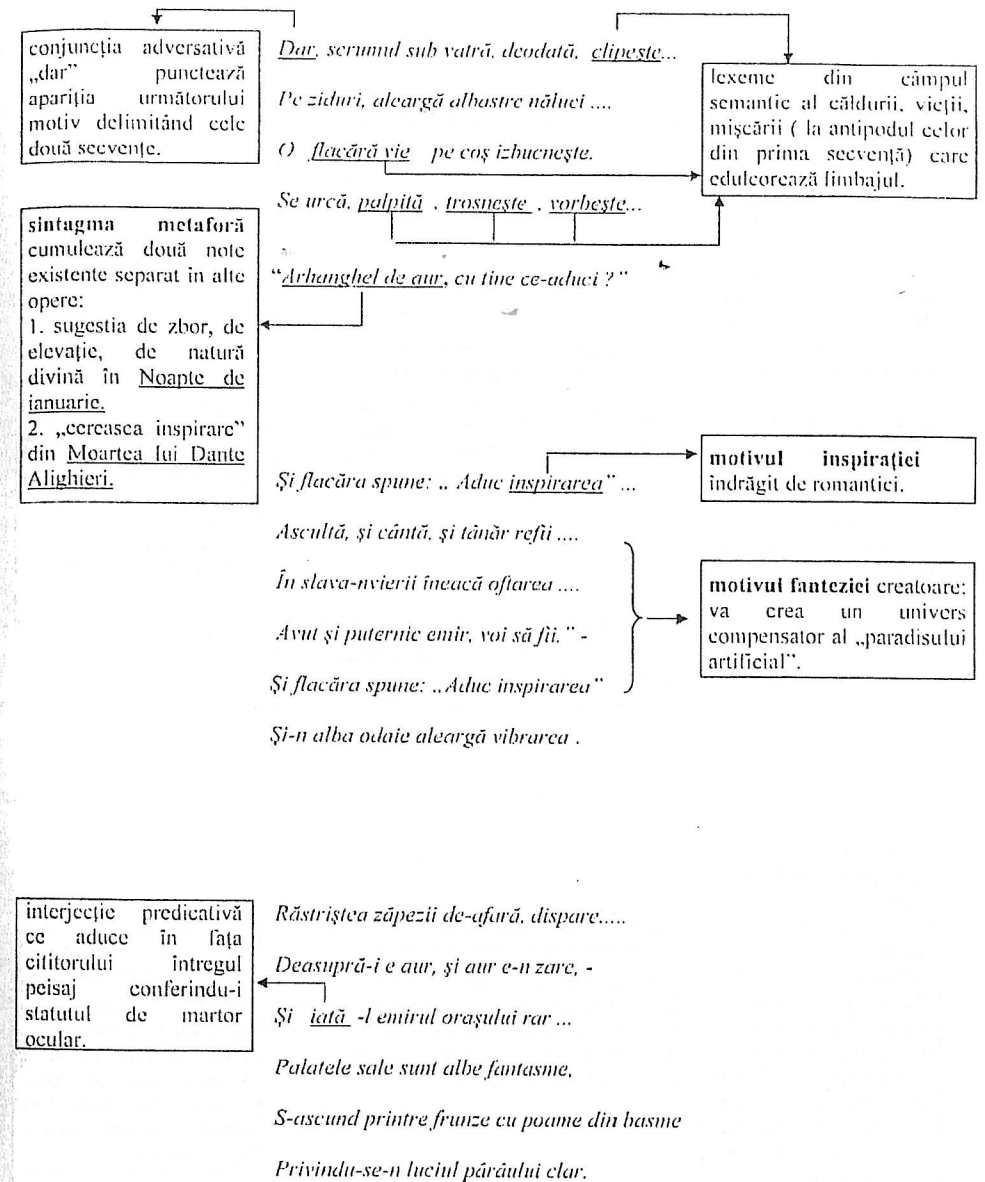 conjuncția adversativă
„dar” punctează
apariția următorului
motiv delimitând cele
două secvențe.
Dar, scrumul sub vatră, deodată, clipește...
Pe ziduri, aleargă albastre năluci ....
O flacără vie pe coș izbucnește.
Se urcă, palpită , trosnește , vorbește...
“Arhanghel de aur, cu tine ce-aduci ? ”
lexeme din câmpul
semantic al căldurii, vieții,
mișcării ( la antipodul celor
din prima secvență) care
edulcorează limbajul.
sintagma metaforă
cumulează două note
existente separat în alte
opere:
1. sugestia de zbor, de
elevație, de natură
divină în Noapte de
ianuarie.
2. „cereasca inspirare”
din Moartea lui Dante
Alighieri.
Și flacăra spune: „ Aduc inspirarea” ...
Ascultă, și cântă, și tânăr refii ....
În slava-nvierii îneacă oftarea ....
Avut și puternic emir, voi să fii. ” -
Și flacăra spune: „Aduc inspirarea”
Și-n alba odaie aleargă vibrarea .
motivul inspirației
îndrăgit de romantici.
motivul fanteziei creatoare:
va crea un univers
compensator al „paradisului
artificial”.
interjecție predicativă
ce aduce în fața
cititorului întregul
peisaj conferindu-i
statutul de martor
ocular.
Răstriștea zăpezii de-afară, dispare.....
Deasupră-i e aur, și aur e-n zare, -
Și iată -l emirul orașului rar ...
Palatele sale sunt albe fantasme,
S-ascund printre frunze cu poame din basme
Privindu-se-n luciul pârâului clar.